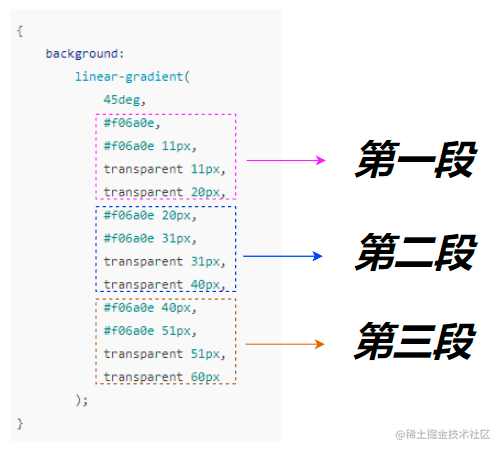 {
background:
linear-gradient(
45deg,
#f06a0e,
#f06a0e 11px,
transparent 11px,
transparent 20px,
#f06a0e 20px,
#f06a0e 31px,
transparent 31px,
transparent 40px,
#f06a0e 40px,
#f06a0e 51px,
transparent 51px,
transparent 60px
);
}
第一段
第二段
第三段
@稀土掘金技术社区